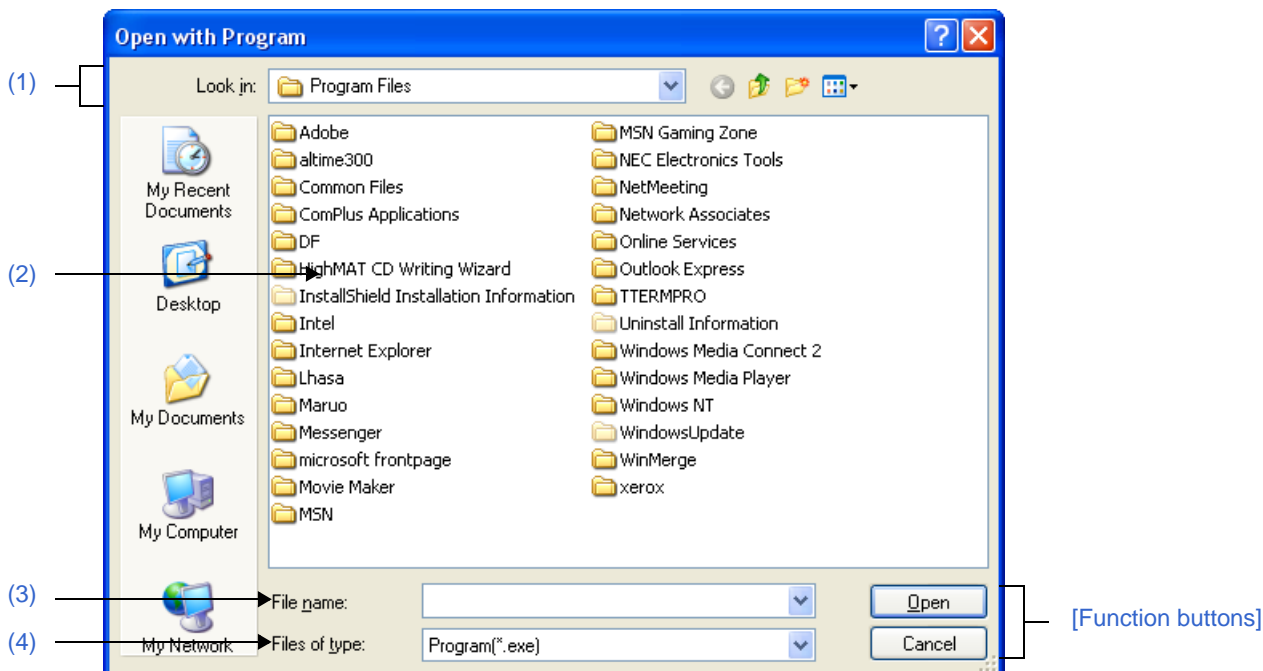 Open with Program
(1)
Look in:
Program Files
My Recent
Documents
Desktop
My Documents
My Computer
My Network
(2)
Adobe
altime300
Common Files
ComPlus Applications
DF
HighMAT CD Writing Wizard
InstallShield Installation Information
Intel
Internet Explorer
Lhasa
Maruo
Messenger
microsoft frontpage
Movie Maker
MSN
MSN Gaming Zone
NEC Electronics Tools
NetMeeting
Network Associates
Online Services
Outlook Express
TTERMPRO
Uninstall Information
Windows Media Connect 2
Windows Media Player
Windows NT
WindowsUpdate
WinMerge
xerox
(3)
File name:
Open
[Function buttons]
(4)
Files of type:
Program(*.exe)
Cancel